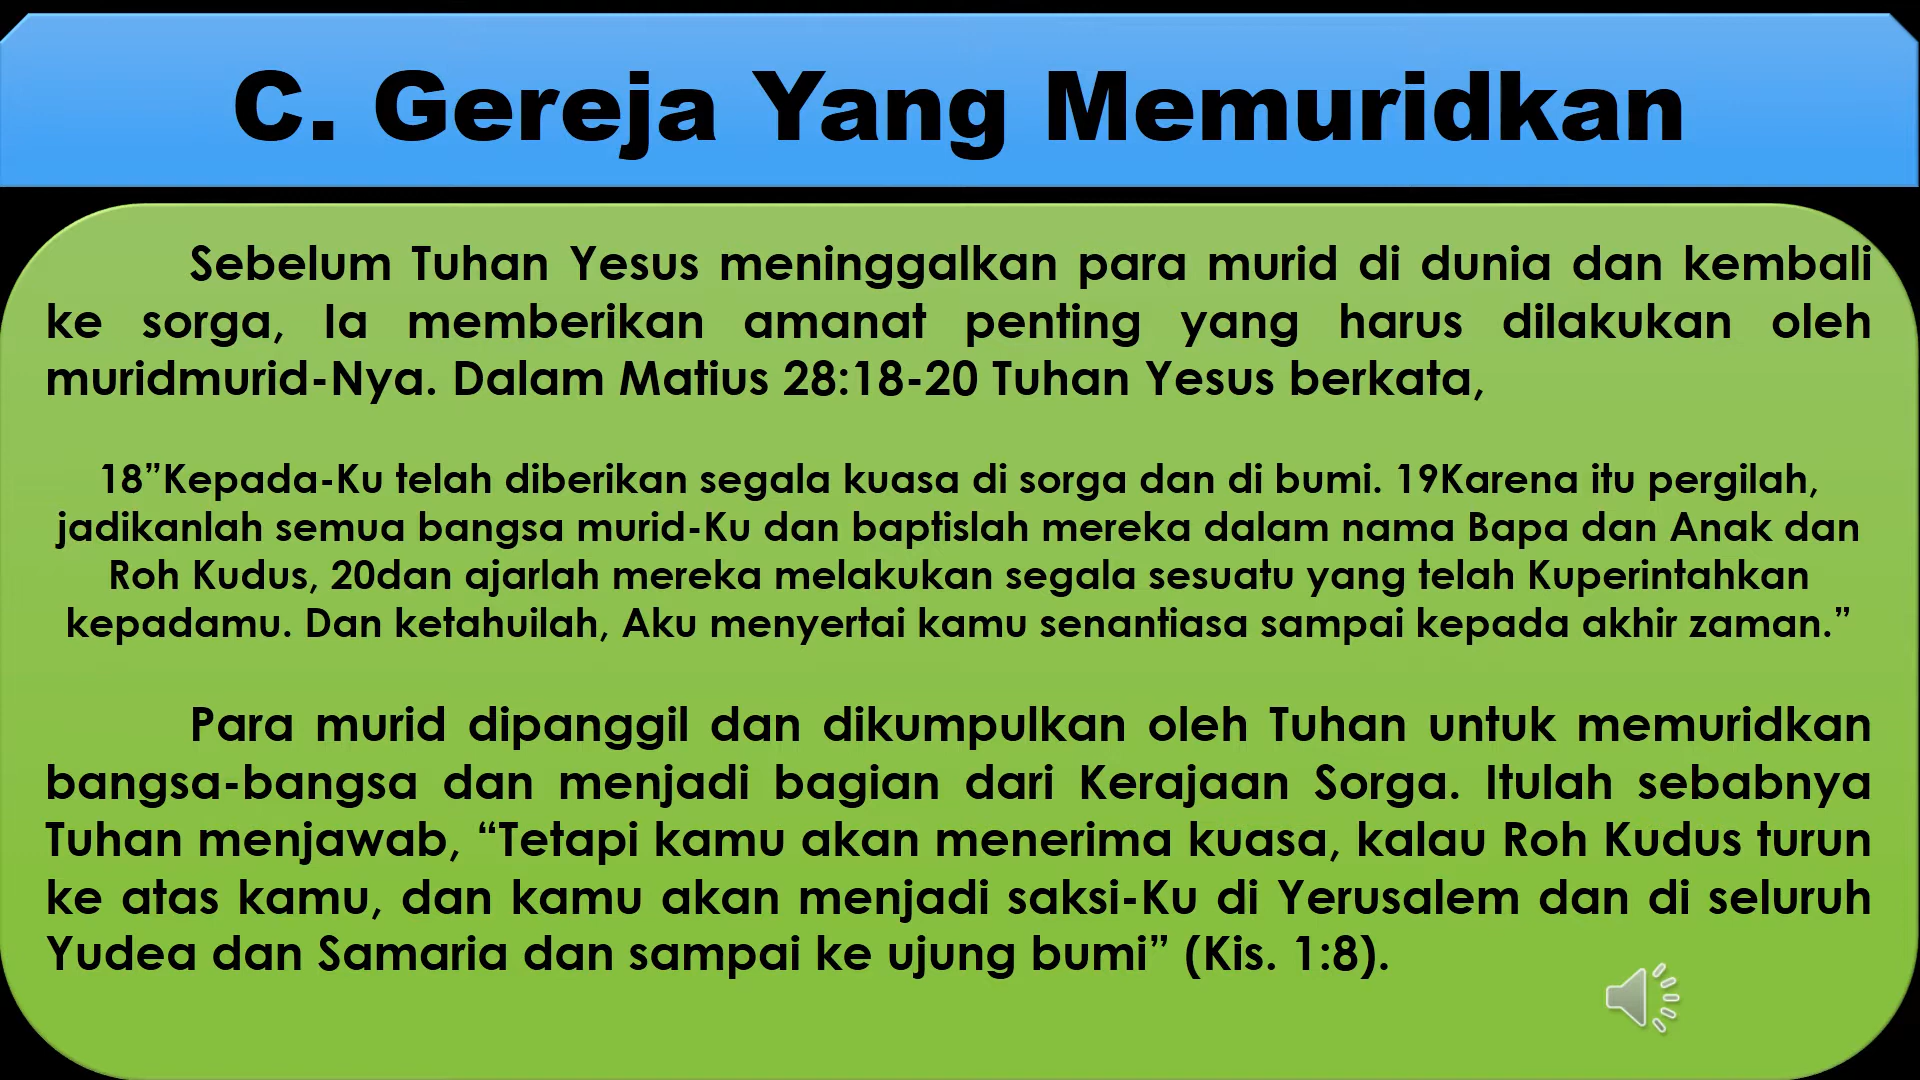 C. Gereja Yang Memuridkan
Sebelum Tuhan Yesus meninggalkan para murid di dunia dan kembali
ke sorga, Ia memberikan amanat penting yang harus dilakukan oleh
muridmurid-Nya. Dalam Matius 28:18-20 Tuhan Yesus berkata,
18”Kepada-Ku telah diberikan segala kuasa di sorga dan di bumi. 19Karena itu pergilah,
jadikanlah semua bangsa murid-Ku dan baptislah mereka dalam nama Bapa dan Anak dan
Roh Kudus, 20dan ajarlah mereka melakukan segala sesuatu yang telah Kuperintahkan
kepadamu. Dan ketahuilah, Aku menyertai kamu senantiasa sampai kepada akhir zaman.”
Para murid dipanggil dan dikumpulkan oleh Tuhan untuk memuridkan
bangsa-bangsa dan menjadi bagian dari Kerajaan Sorga. Itulah sebabnya
Tuhan menjawab, “Tetapi kamu akan menerima kuasa, kalau Roh Kudus turun
ke atas kamu, dan kamu akan menjadi saksi-Ku di Yerusalem dan di seluruh
Yudea dan Samaria dan sampai ke ujung bumi” (Kis. 1:8).